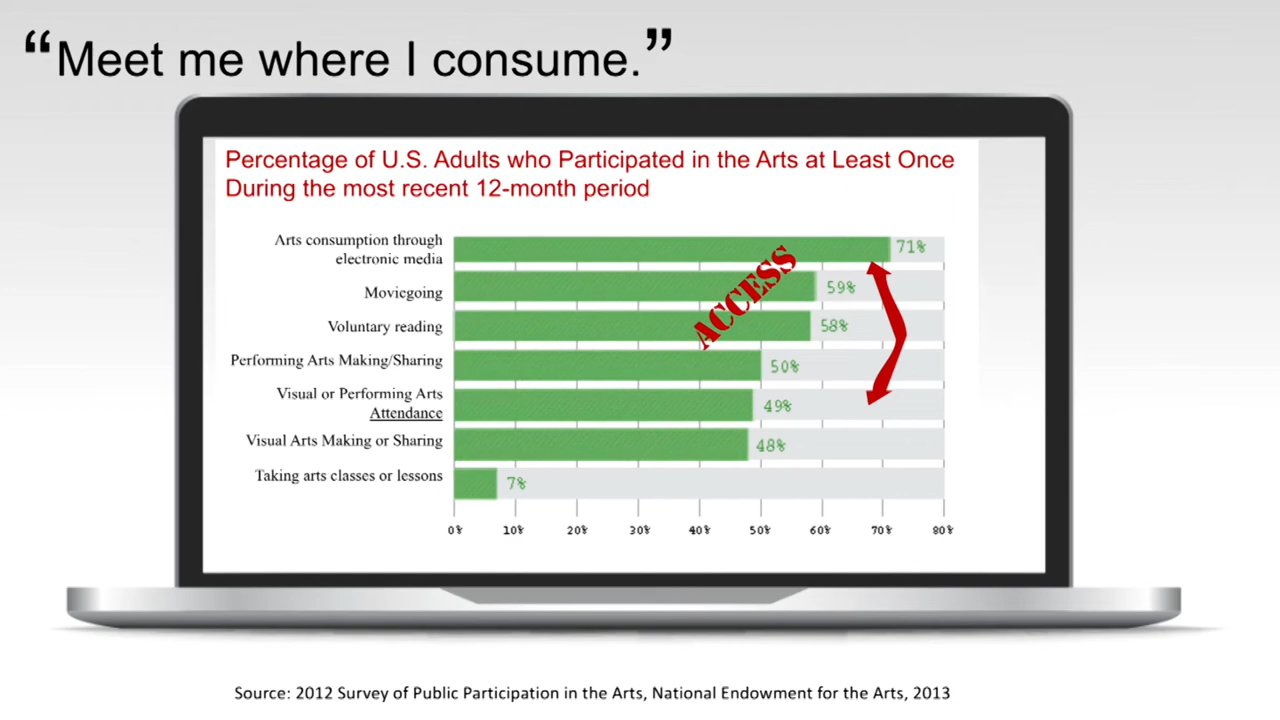 “Meet me where I consume.”
Percentage of U.S. Adults who Participated in the Arts at Least Once
During the most recent 12-month period
Arts consumption through
electronic media
71%
Moviegoing
59%
Voluntary reading
58%
Performing Arts Making/Sharing
50%
Visual or Performing Arts
Attendance
49%
Visual Arts Making or Sharing
48%
Taking arts classes or lessons
7%
ACCESS
0% 10% 20% 30% 40% 50% 60% 70% 80%
Source: 2012 Survey of Public Participation in the Arts, National Endowment for the Arts, 2013